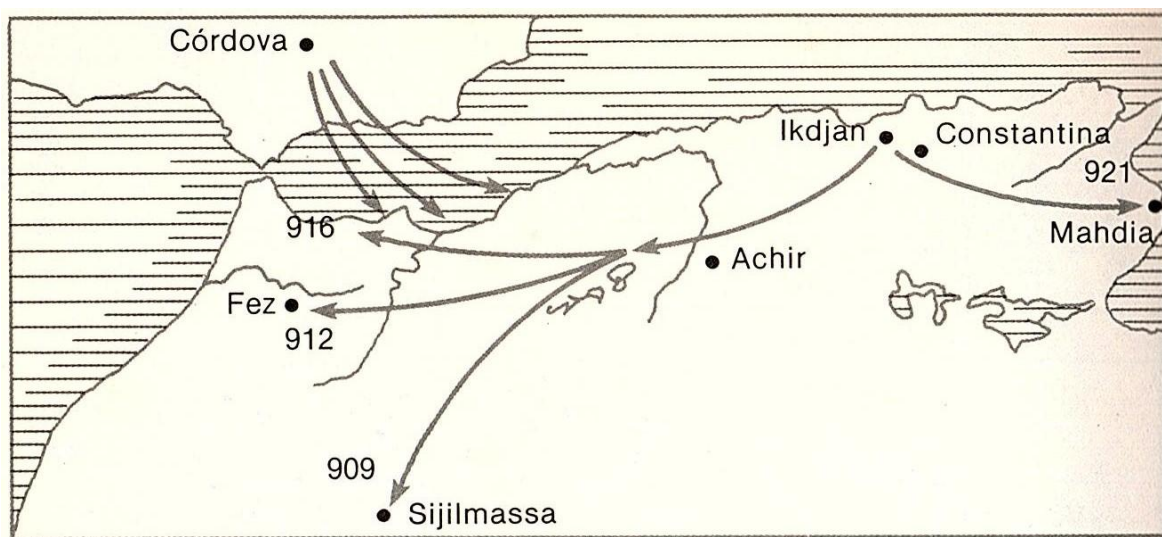 Córdova
Ikdjan
Constantina
921
916
Mahdia
Achir
Fez
912
909
Sijilmassa